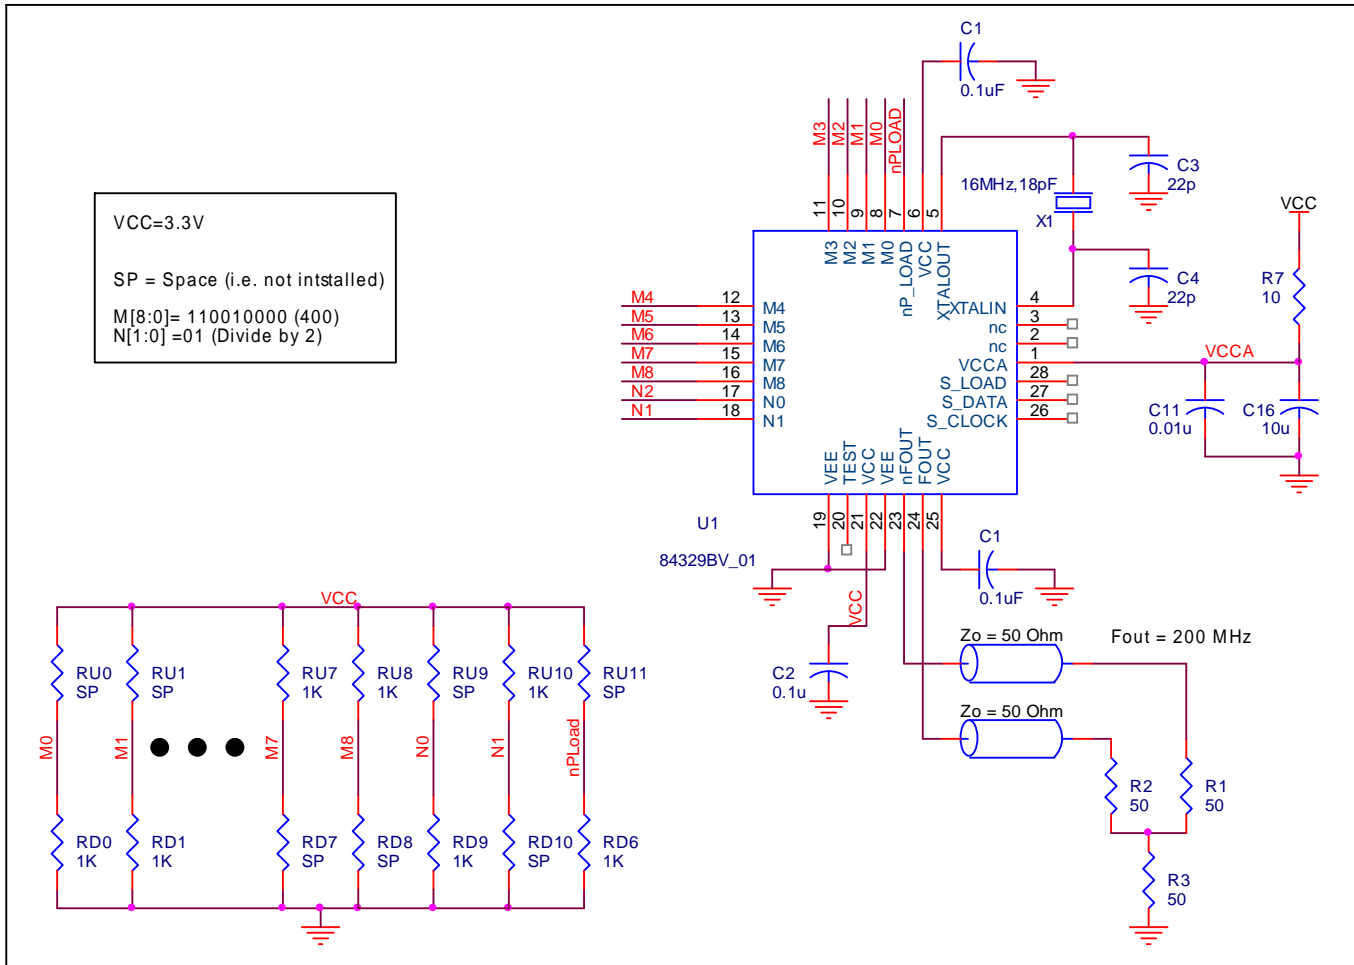 C1
0.1uF
M3
M2
M1
M0
nPLOAD
C3
22p
16MHz,18pF
X1
VCC=3.3V
SP = Space (i.e. not intstalled)
M[8:0]= 110010000 (400)
N[1:0] =01 (Divide by 2)
11
10
9
8
7
6
5
M3
M2
M1
M0
nP_LOAD
VCC
XTALOUT
VCC
R7
10
C4
22p
M4
M5
M6
M7
M8
N2
N1
12
13
14
15
16
17
18
M4
M5
M6
M7
M8
N0
N1
XTALIN
nc
nc
VCCA
S_LOAD
S_DATA
S_CLOCK
4
3
2
1
28
27
26
VCCA
C11
0.01u
C16
10u
VEE
TEST
VCC
VEE
nFOUT
FOUT
VCC
19
20
21
22
23
24
25
U1
84329BV_01
C1
0.1uF
VCC
C2
0.1u
Zo = 50 Ohm
Fout = 200 MHz
Zo = 50 Ohm
R2
50
R1
50
R3
50
VCC
RU0
SP
RU1
SP
RU7
1K
RU8
1K
RU9
SP
RU10
1K
RU11
SP
M0
M1
M7
M8
N0
N1
nPLoad
RD0
1K
RD1
1K
RD7
SP
RD8
SP
RD9
1K
RD10
SP
RD6
1K